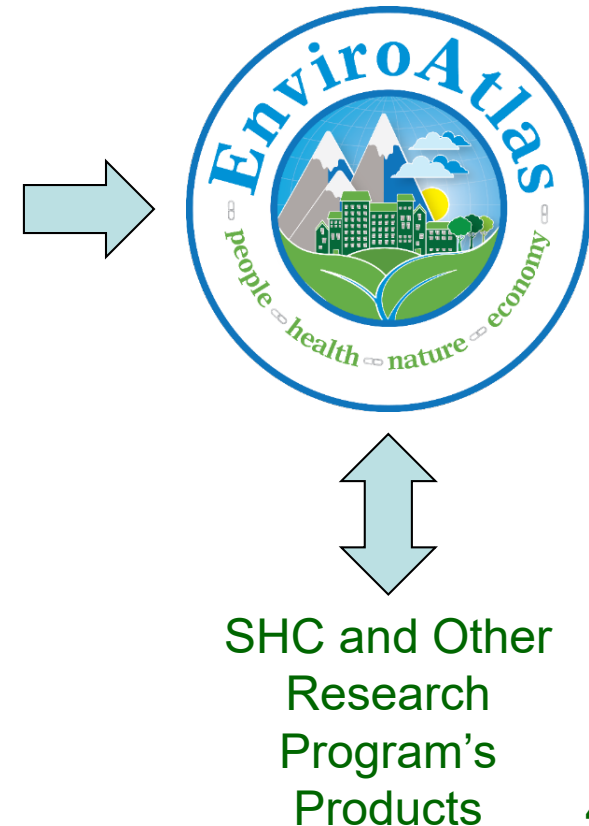 EnviroAtlas
people health nature economy
SHC and Other
Research
Program's
Products